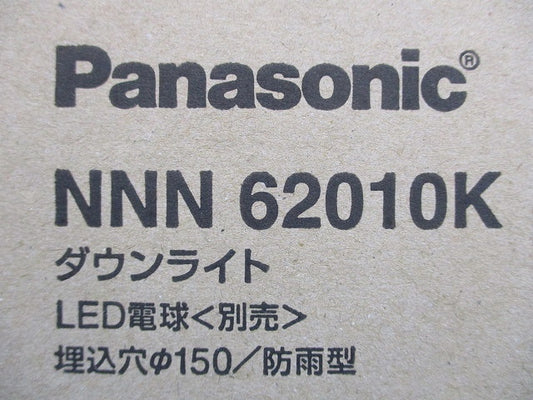 Panasonic®
NNN 62010K
ダウンライト
LED電球<別売>
埋込穴φ150/防雨型